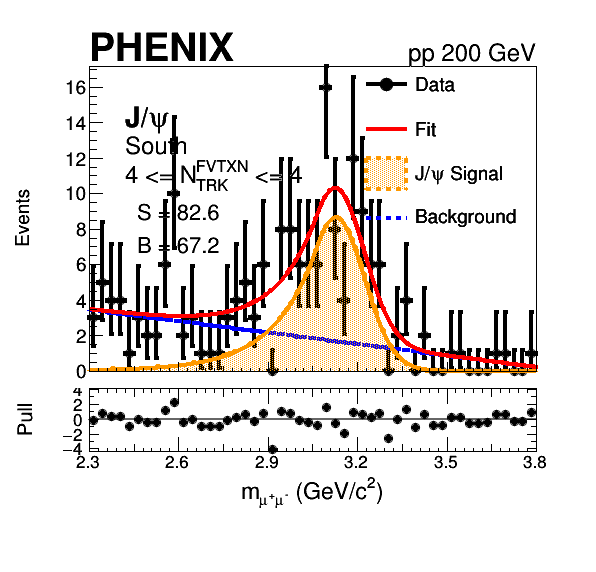 PHENIX pp 200 GeV
J/ψ
South
4 <= N_TRK^FVTXN <= 4
S = 82.6
B = 67.2
Data
Fit
J/ψ Signal
Background
Events
16
14
12
10
8
6
4
2
0
Pull
4
2
0
−2
−4
2.3 2.6 2.9 3.2 3.5 3.8
m_μ⁺μ⁻ (GeV/c²)